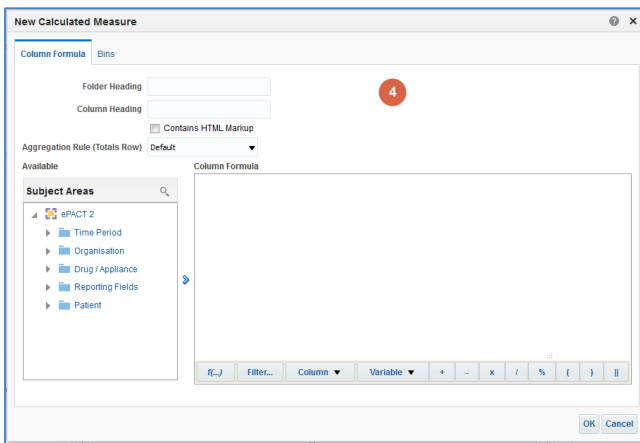 New Calculated Measure
Column Formula Bins
Folder Heading
4
Column Heading
Contains HTML Markup
Aggregation Rule (Totals Row) Default
Available Column Formula
Subject Areas
ePACT 2
Time Period
Organisation
Drug / Appliance
Reporting Fields
Patient
f(...) Filter... Column Variable + - x / % ( ) ||
OK Cancel